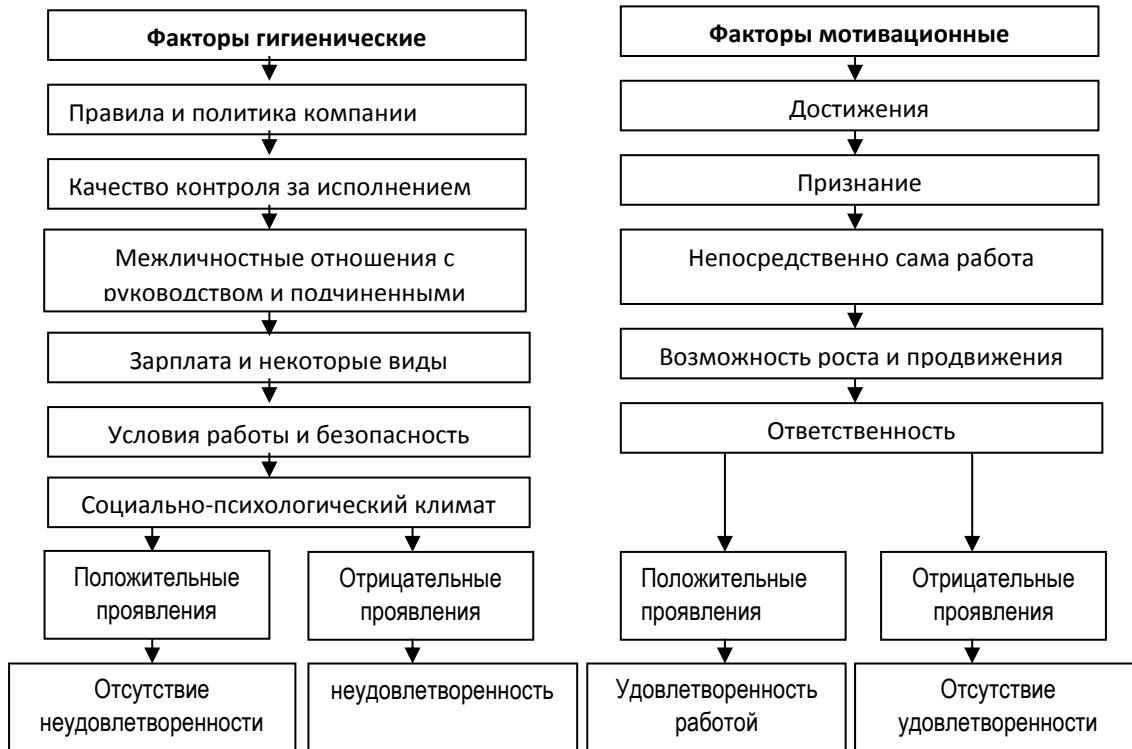 Факторы гигиенические
Правила и политика компании
Качество контроля за исполнением
Межличностные отношения с
руководством и подчиненными
Зарплата и некоторые виды
Условия работы и безопасность
Социально-психологический климат
Положительные
проявления
Отрицательные
проявления
Отсутствие
неудовлетворенности
неудовлетворенность
Факторы мотивационные
Достижения
Признание
Непосредственно сама работа
Возможность роста и продвижения
Ответственность
Положительные
проявления
Отрицательные
проявления
Удовлетворенность
работой
Отсутствие
удовлетворенности